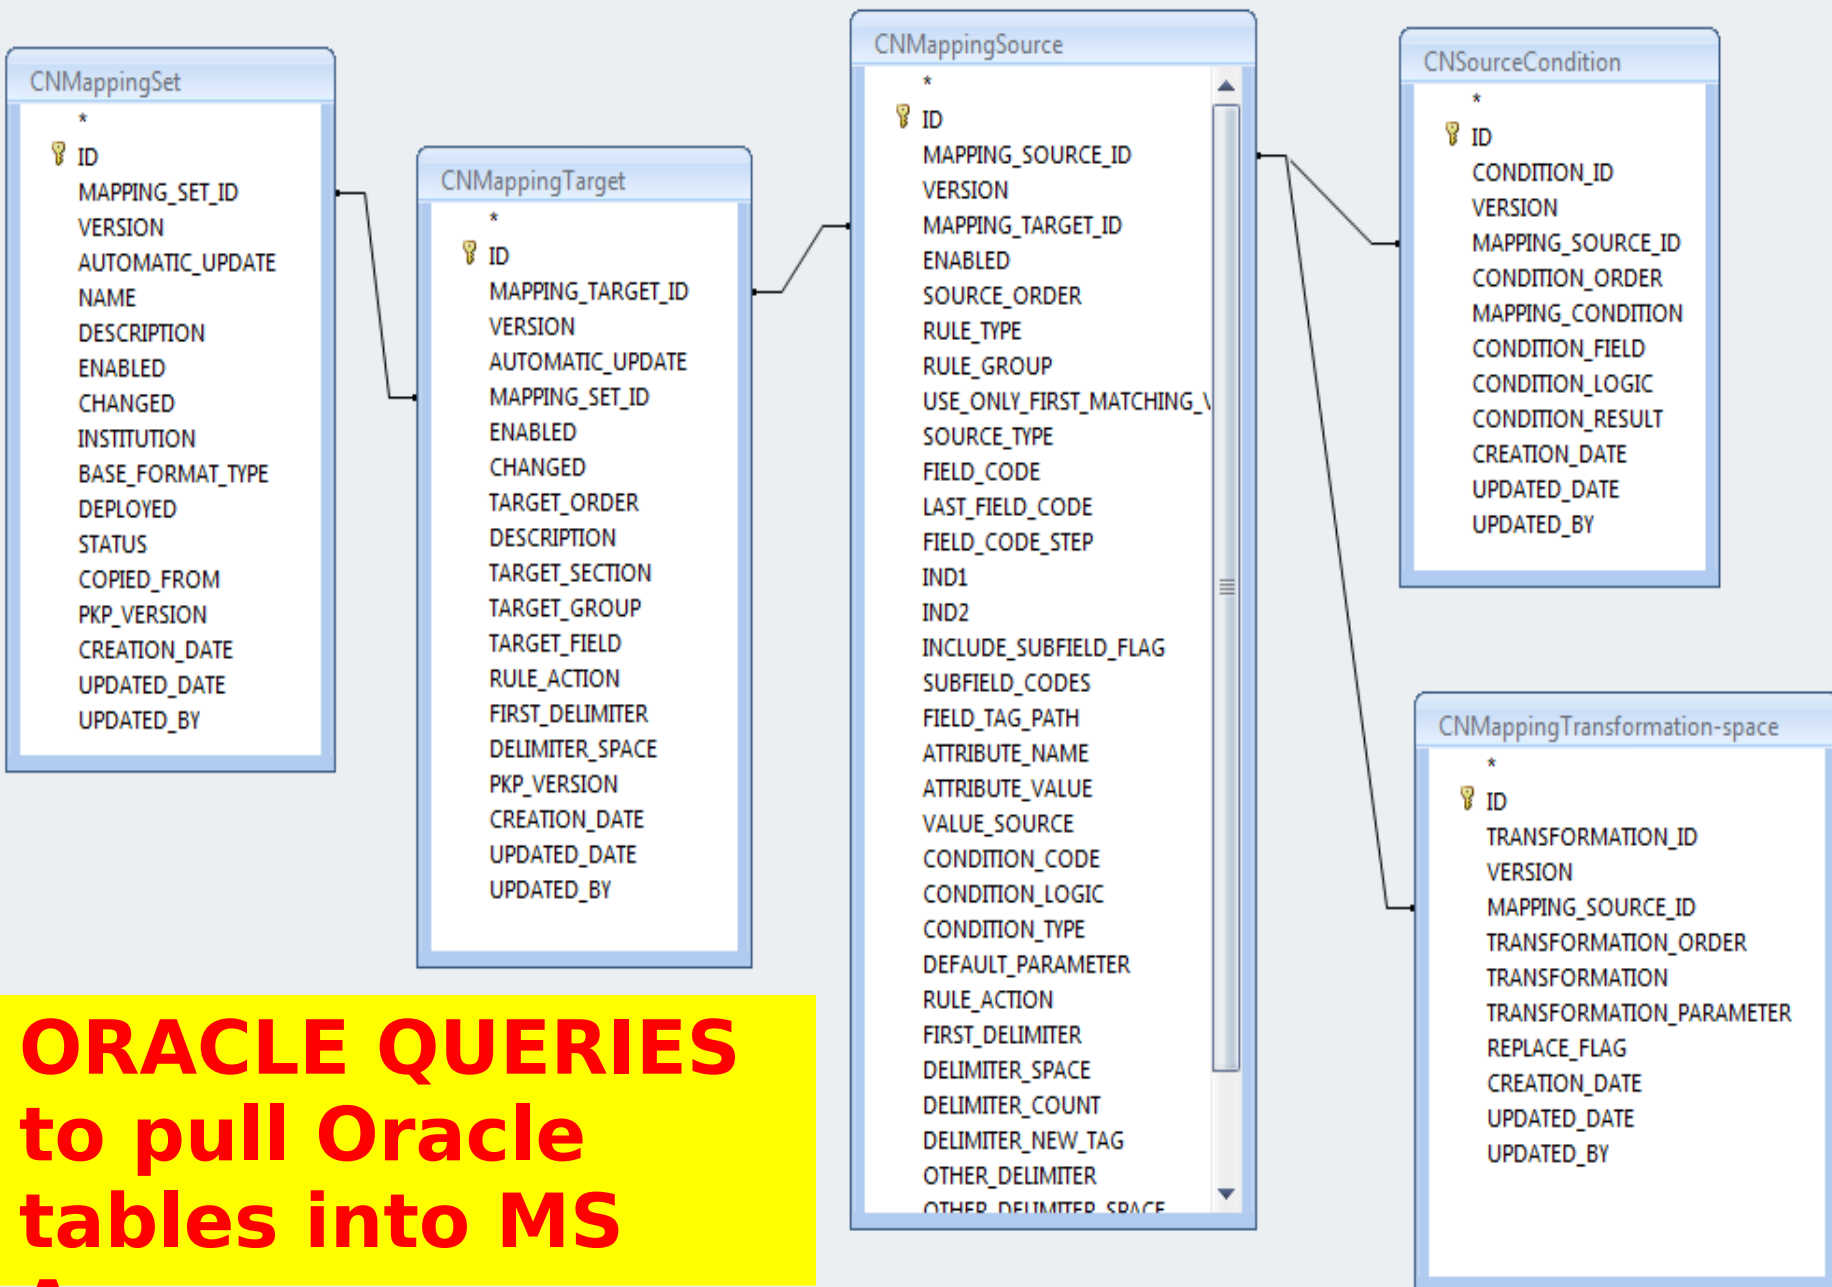 CNMappingSet
*
ID
MAPPING_SET_ID
VERSION
AUTOMATIC_UPDATE
NAME
DESCRIPTION
ENABLED
CHANGED
INSTITUTION
BASE_FORMAT_TYPE
DEPLOYED
STATUS
COPIED_FROM
PKP_VERSION
CREATION_DATE
UPDATED_DATE
UPDATED_BY
CNMappingTarget
*
ID
MAPPING_TARGET_ID
VERSION
AUTOMATIC_UPDATE
MAPPING_SET_ID
ENABLED
CHANGED
TARGET_ORDER
DESCRIPTION
TARGET_SECTION
TARGET_GROUP
TARGET_FIELD
RULE_ACTION
FIRST_DELIMITER
DELIMITER_SPACE
PKP_VERSION
CREATION_DATE
UPDATED_DATE
UPDATED_BY
CNMappingSource
*
ID
MAPPING_SOURCE_ID
VERSION
MAPPING_TARGET_ID
ENABLED
SOURCE_ORDER
RULE_TYPE
RULE_GROUP
USE_ONLY_FIRST_MATCHING_
SOURCE_TYPE
FIELD_CODE
LAST_FIELD_CODE
FIELD_CODE_STEP
IND1
IND2
INCLUDE_SUBFIELD_FLAG
SUBFIELD_CODES
FIELD_TAG_PATH
ATTRIBUTE_NAME
ATTRIBUTE_VALUE
VALUE_SOURCE
CONDITION_CODE
CONDITION_LOGIC
CONDITION_TYPE
DEFAULT_PARAMETER
RULE_ACTION
FIRST_DELIMITER
DELIMITER_SPACE
DELIMITER_COUNT
DELIMITER_NEW_TAG
OTHER_DELIMITER
OTHER_DELIMITER_SPACE
CNSourceCondition
*
ID
CONDITION_ID
VERSION
MAPPING_SOURCE_ID
CONDITION_ORDER
MAPPING_CONDITION
CONDITION_FIELD
CONDITION_LOGIC
CONDITION_RESULT
CREATION_DATE
UPDATED_DATE
UPDATED_BY
CNMappingTransformation-space
*
ID
TRANSFORMATION_ID
VERSION
MAPPING_SOURCE_ID
TRANSFORMATION_ORDER
TRANSFORMATION
TRANSFORMATION_PARAMETER
REPLACE_FLAG
CREATION_DATE
UPDATED_DATE
UPDATED_BY
ORACLE QUERIES
to pull Oracle
tables into MS